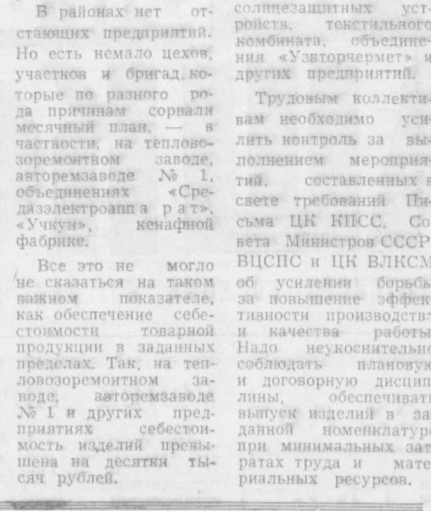 В районах нет от-
стающих предприятий.
Но есть немало цехов,
участков и бригад, ко-
торые по разного ро-
да причинам сорвали
месячный план, — в
частности, на теплово-
зоремонтном заводе,
авторемзаводе № 1,
объединениях «Сре-
дазэлектроаппа р а т»,
«Учкун», кенафной
фабрике.
Все это не могло
не сказаться на таком
важном показателе,
как обеспечение себе-
стоимости товарной
продукции в заданных
пределах. Так, на теп-
ловозоремонтном за-
воде, авторемзаводе
№ 1 и других пред-
приятиях себестои-
мость изделий превы-
шена на десятки ты-
сяч рублей.
солнцезащитных уст-
ройств, текстильного
комбината, объедине-
ния «Узвторчермет» и
других предприятий.
Трудовым коллекти-
вам необходимо уси-
лить контроль за вы-
полнением мероприя-
тий, составленных в
свете требований Пи-
сьма ЦК КПСС, Со
вета Министров СССР
ВЦСПС и ЦК ВЛКСМ
об усилении борьбы
за повышение эффек
тивности производств
и качества работы
Надо неукоснительно
соблюдать плановую
и договорную дисцип
лины, обеспечиват
выпуск изделий в за
данной номенклатуре
при минимальных зат
ратах труда и мате
риальных ресурсов.